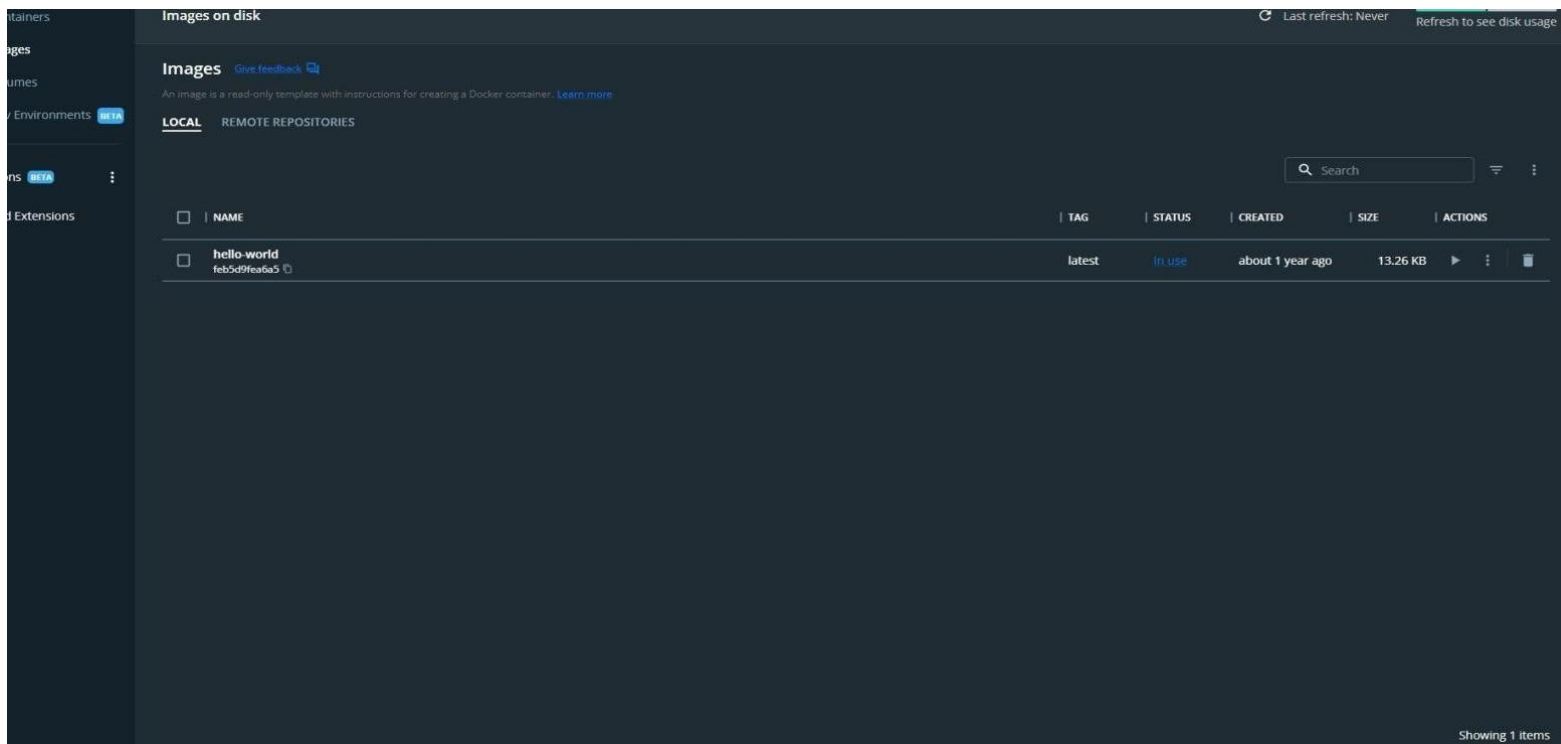 ntainers
ages
umes
v Environments BETA
ons BETA
d Extensions
Images on disk
Last refresh: Never
Refresh to see disk usage
Images Give feedback
An image is a read-only template with instructions for creating a Docker container. Learn more
LOCAL REMOTE REPOSITORIES
Search
NAME TAG STATUS CREATED SIZE ACTIONS
hello-world latest In use about 1 year ago 13.26 KB
feb5d9fea6a5
Showing 1 items